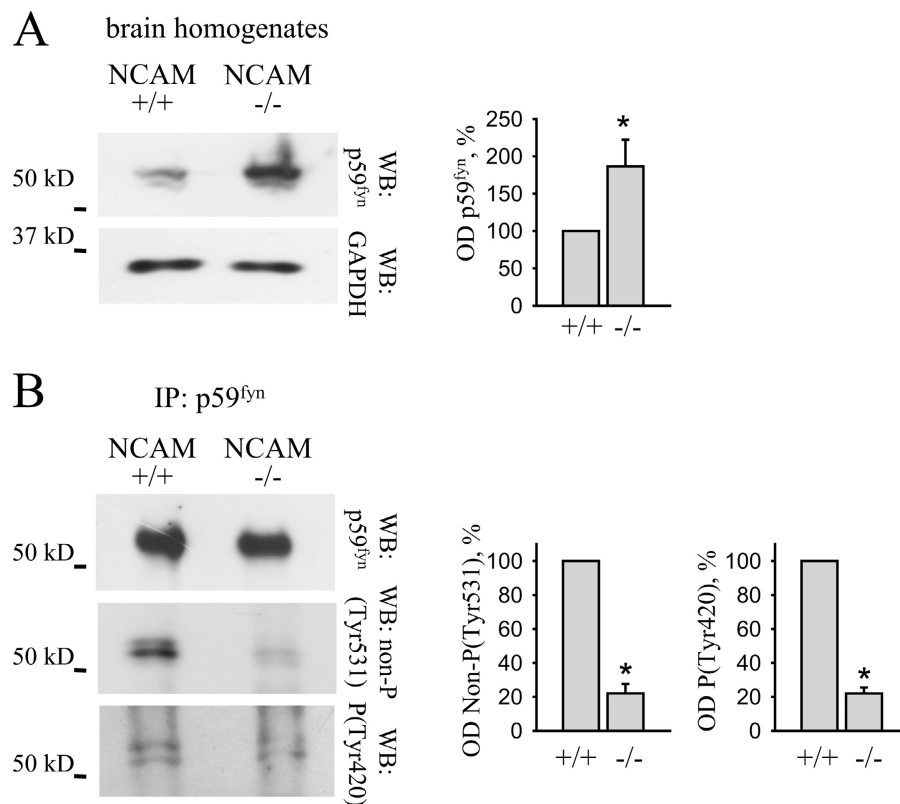 A
brain homogenates
NCAM NCAM
+/+ -/-
50 kD
WB:
p59fyn
37 kD
WB:
GAPDH
OD p59fyn, %
250
200
150
100
50
0
*
+/+ -/-
B
IP: p59fyn
NCAM NCAM
+/+ -/-
50 kD
WB:
p59fyn
50 kD
WB: non-P
(Tyr531)
50 kD
WB:
P(Tyr420)
OD Non-P(Tyr531), %
100
80
60
40
20
0
*
+/+ -/-
OD P(Tyr420), %
100
80
60
40
20
0
*
+/+ -/-